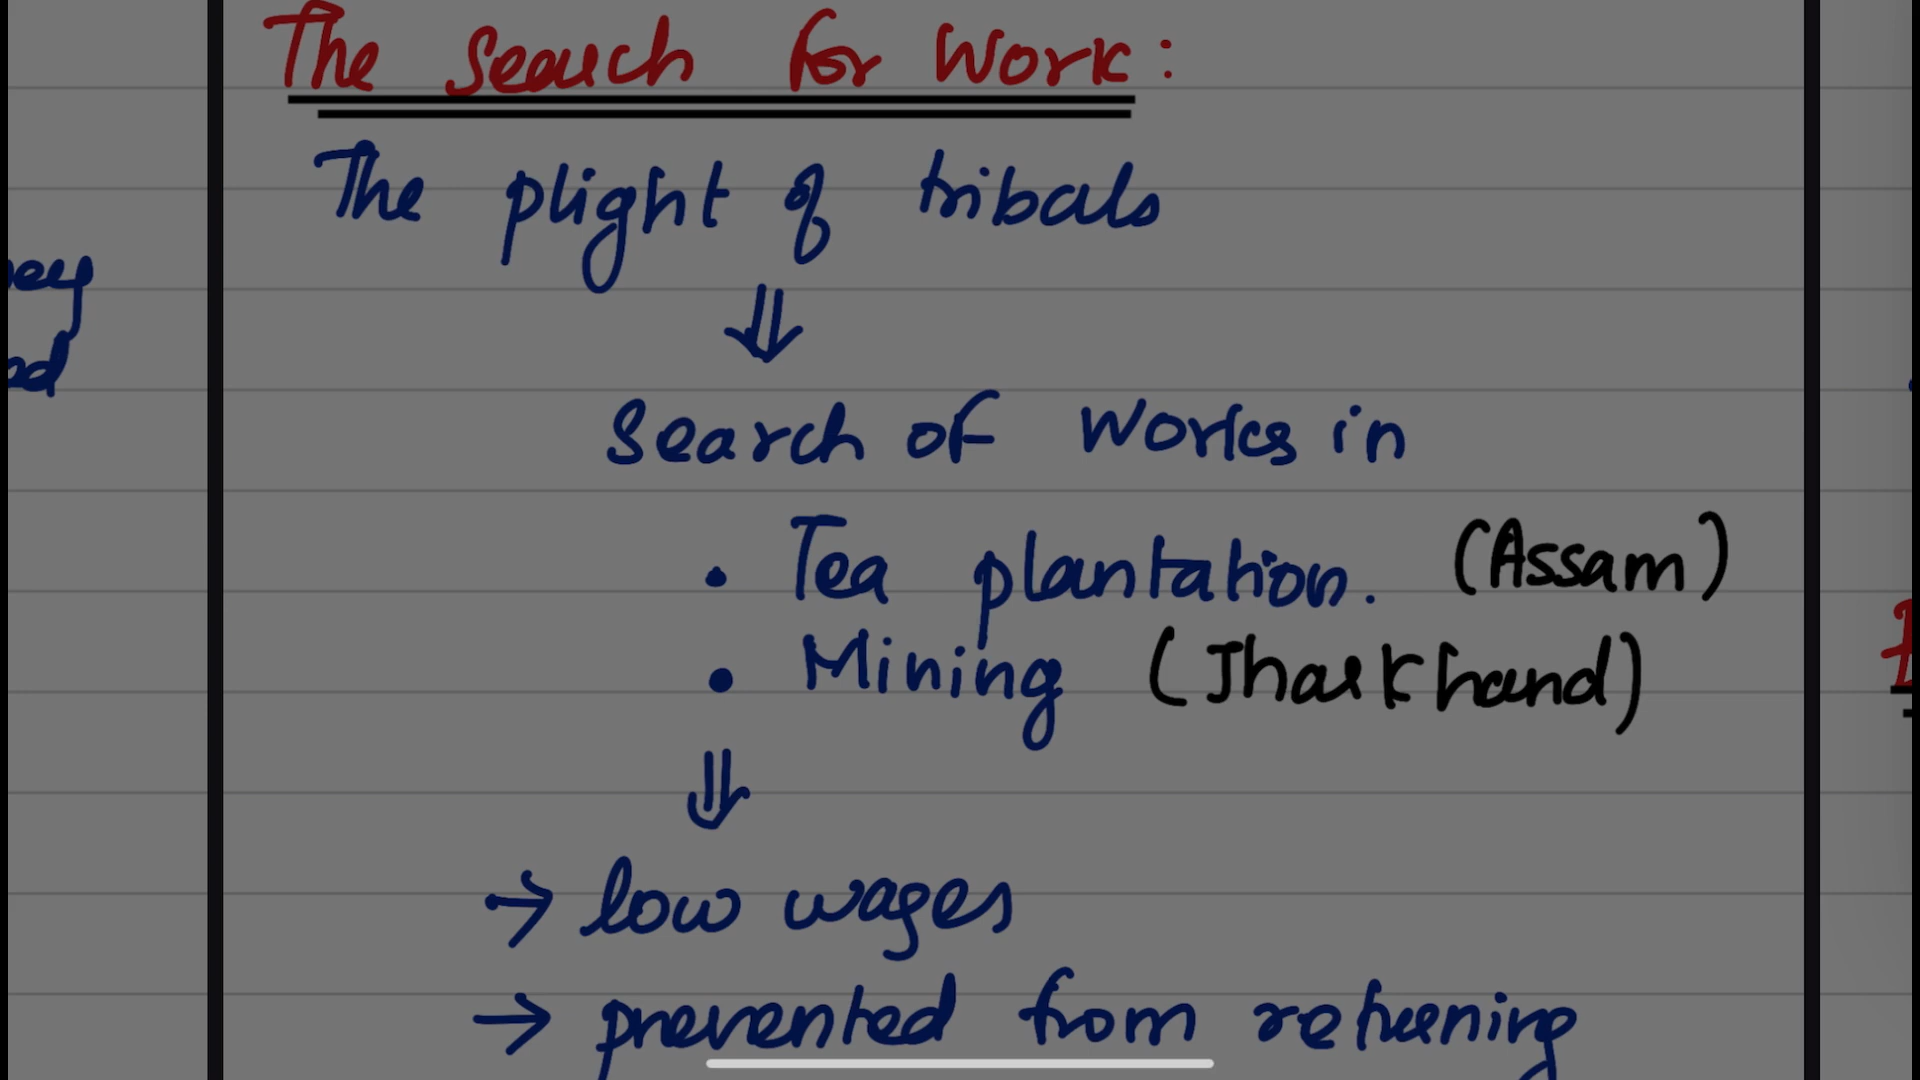 The Search for Work:
The plight of tribals
⇓
Search of Works in
• Tea plantation. (Assam)
• Mining (Jharkhand)
⇓
→ low wages
→ prevented from returning